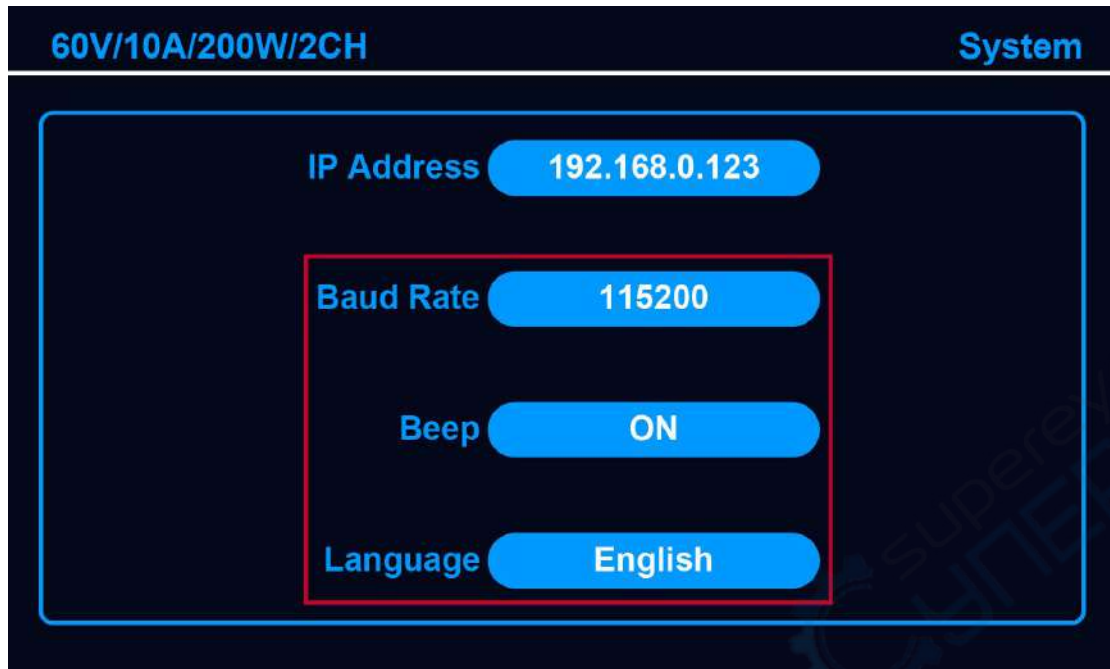 60V/10A/200W/2CH System
IP Address 192.168.0.123
Baud Rate 115200
Beep ON
Language English